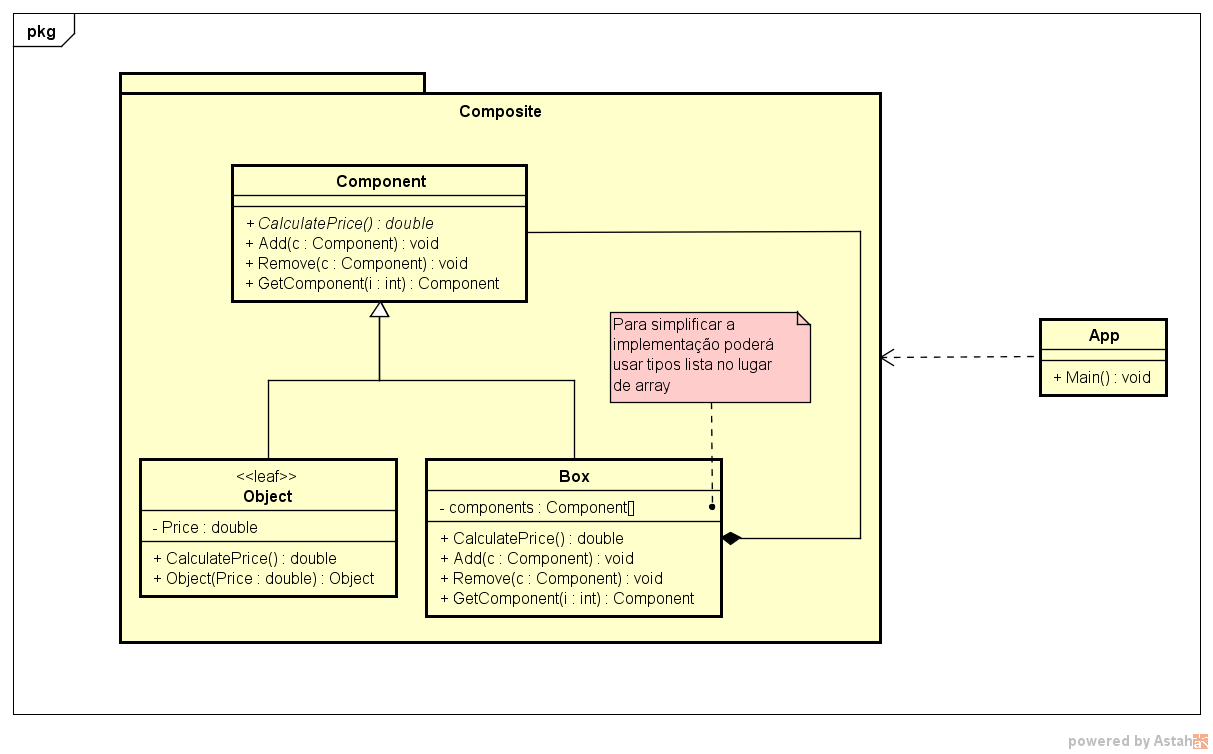 pkg
Composite
Component
+ CalculatePrice() : double
+ Add(c : Component) : void
+ Remove(c : Component) : void
+ GetComponent(i : int) : Component
Para simplificar a
implementação poderá
usar tipos lista no lugar
de array
App
+ Main() : void
<<leaf>>
Object
- Price : double
+ CalculatePrice() : double
+ Object(Price : double) : Object
Box
- components : Component[]
+ CalculatePrice() : double
+ Add(c : Component) : void
+ Remove(c : Component) : void
+ GetComponent(i : int) : Component
powered by Astah